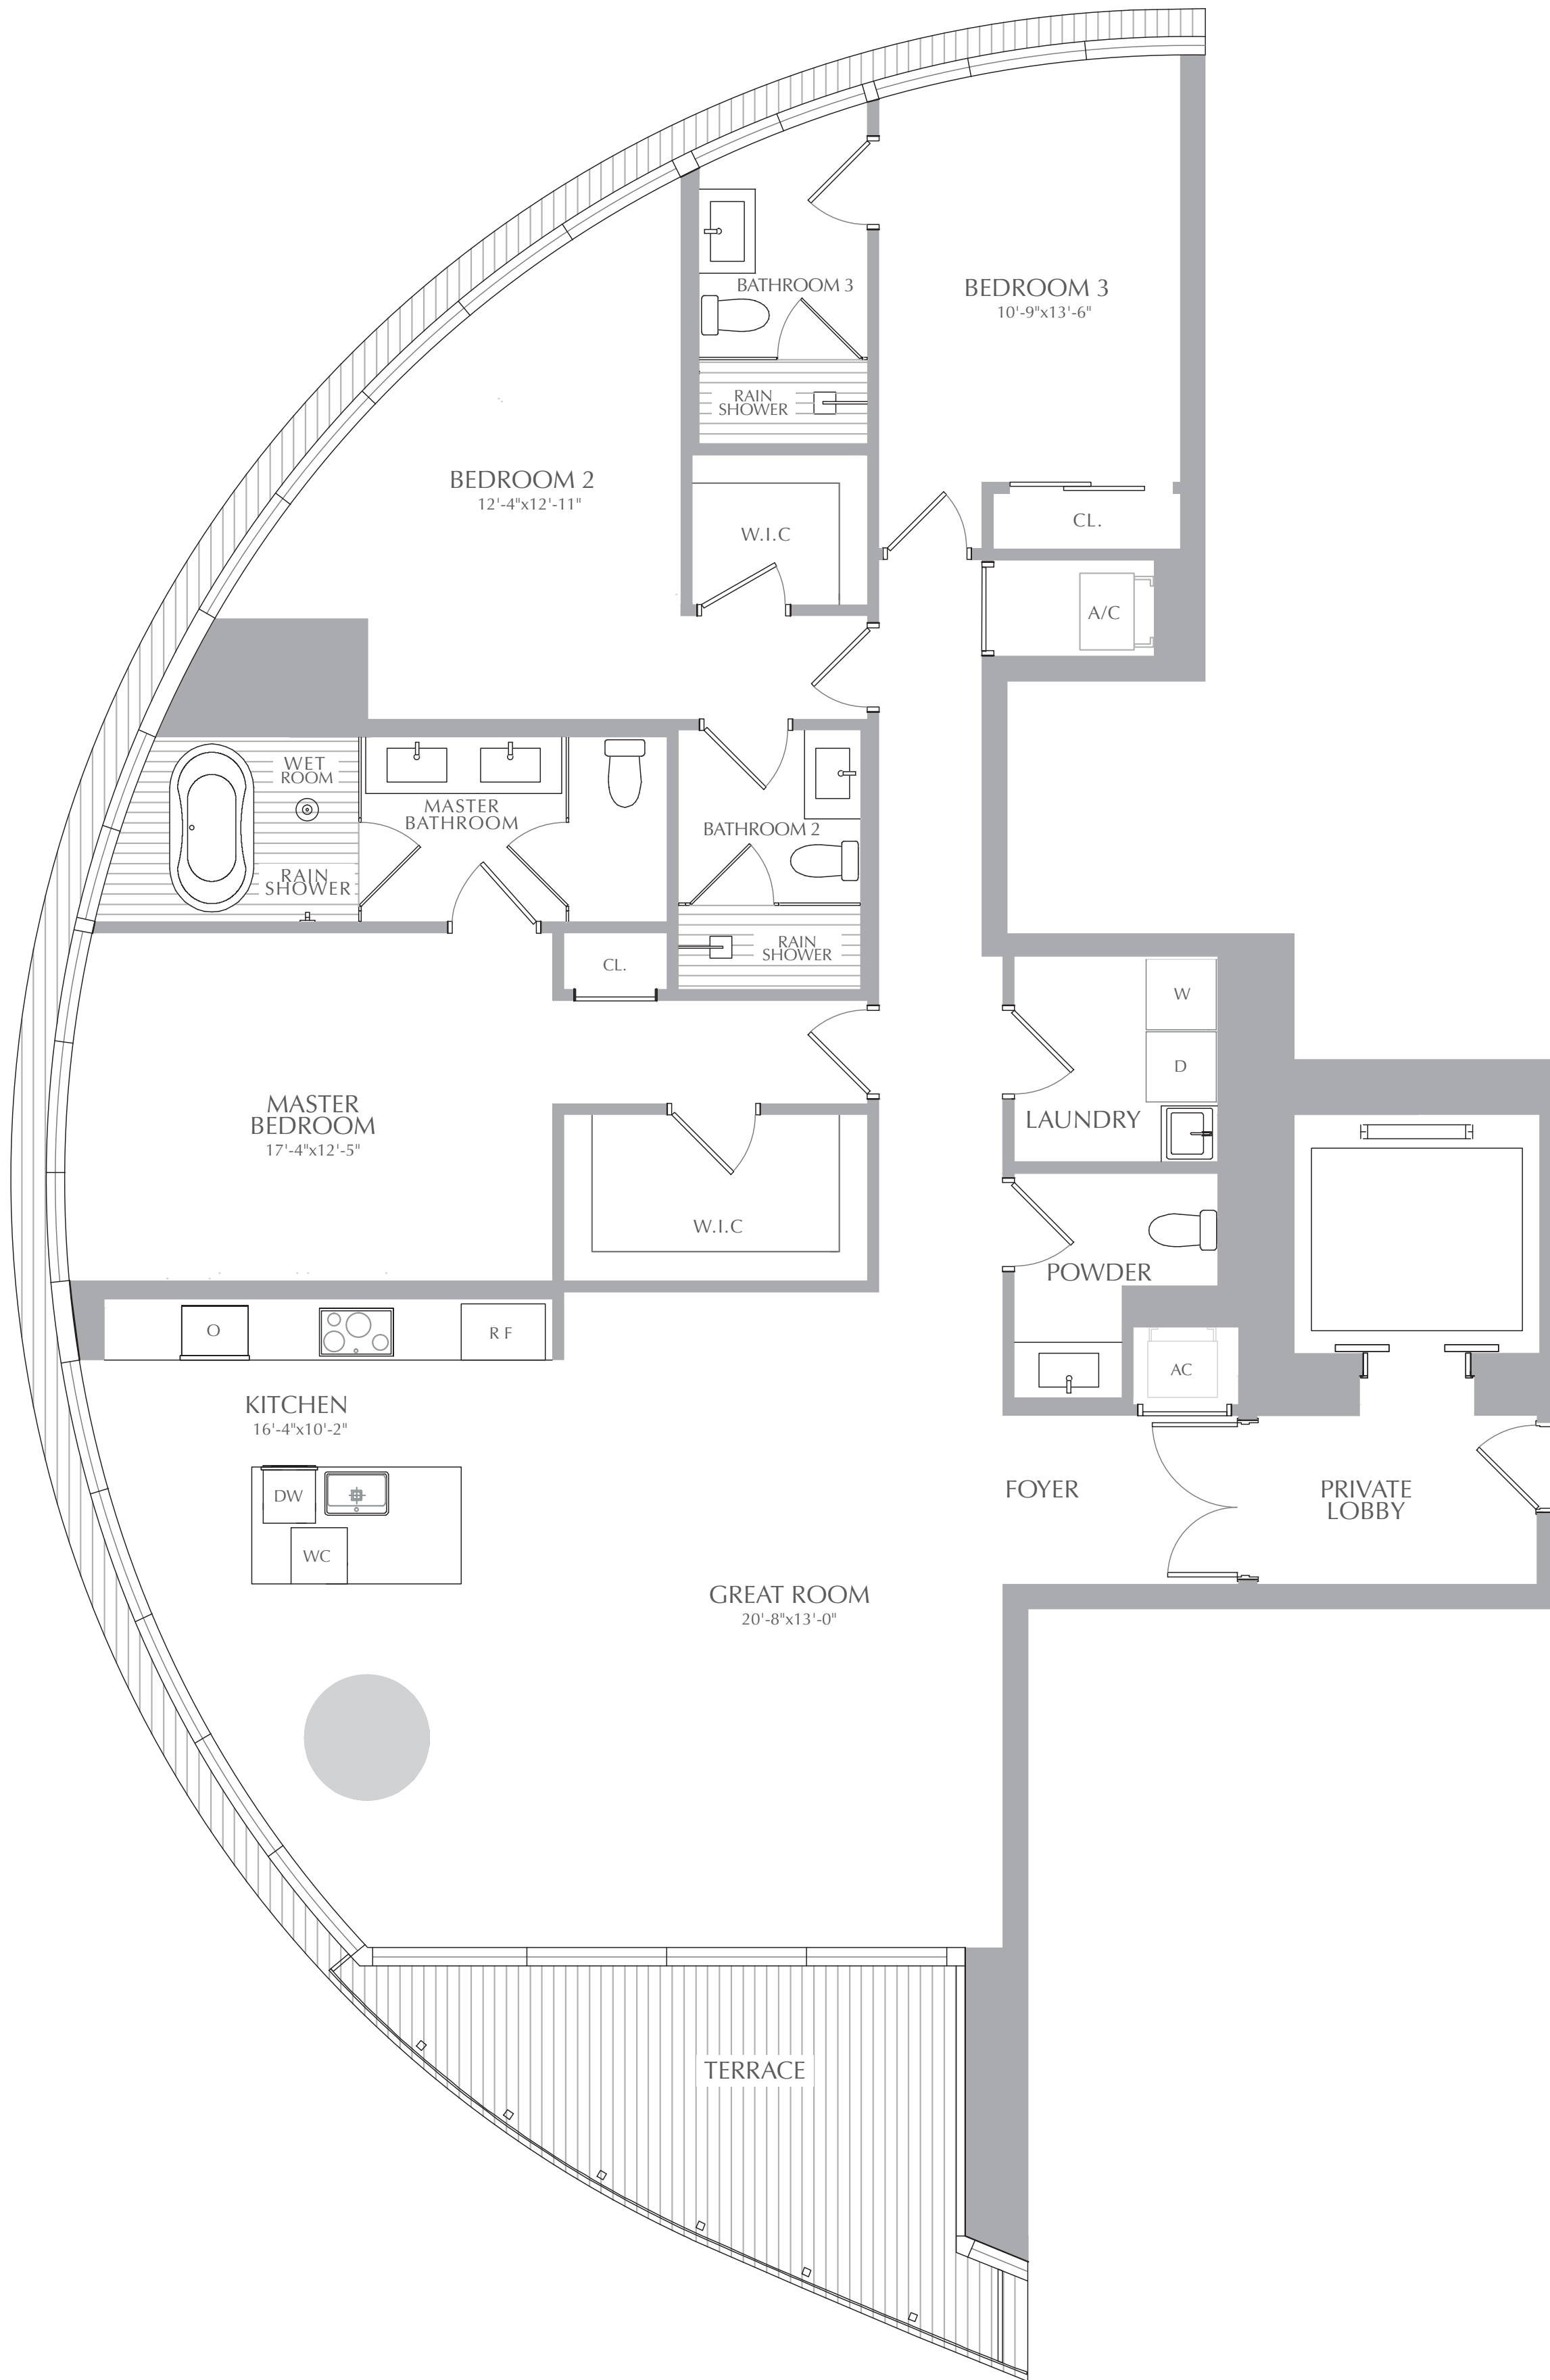 BATHROOM 3
BEDROOM 3
10'-9"x13'-6"
RAIN
SHOWER
BEDROOM 2
12'-4"x12'-11"
W.I.C
CL.
A/C
WET
ROOM
MASTER
BATHROOM
RAIN
SHOWER
BATHROOM 2
RAIN
SHOWER
CL.
W
D
LAUNDRY
MASTER
BEDROOM
17'-4"x12'-5"
W.I.C
POWDER
O
R F
AC
KITCHEN
16'-4"x10'-2"
DW
WC
FOYER
PRIVATE
LOBBY
GREAT ROOM
20'-8"x13'-0"
TERRACE